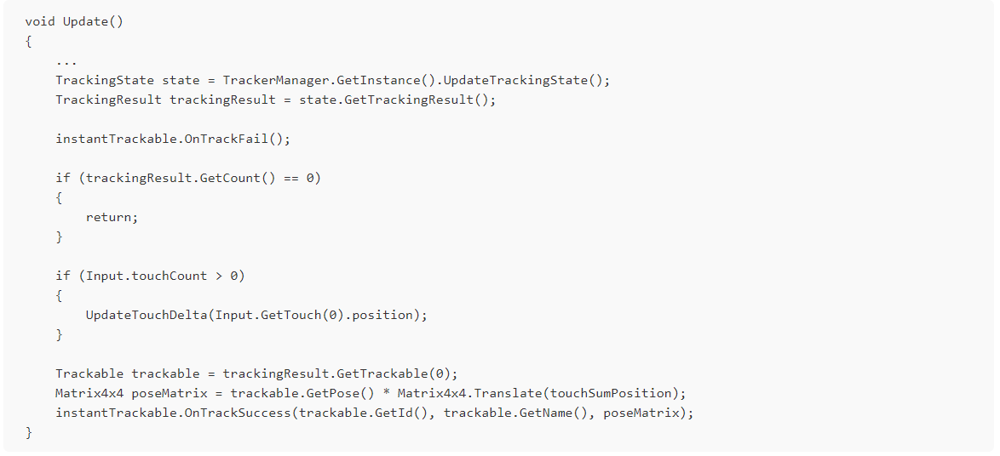 void Update()
{
    ...
    TrackingState state = TrackerManager.GetInstance().UpdateTrackingState();
    TrackingResult trackingResult = state.GetTrackingResult();

    instantTrackable.OnTrackFail();

    if (trackingResult.GetCount() == 0)
    {
        return;
    }

    if (Input.touchCount > 0)
    {
        UpdateTouchDelta(Input.GetTouch(0).position);
    }

    Trackable trackable = trackingResult.GetTrackable(0);
    Matrix4x4 poseMatrix = trackable.GetPose() * Matrix4x4.Translate(touchSumPosition);
    instantTrackable.OnTrackSuccess(trackable.GetId(), trackable.GetName(), poseMatrix);
}